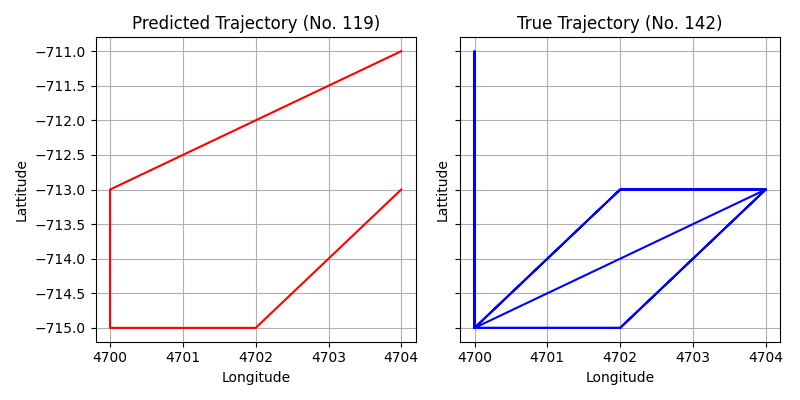 Predicted Trajectory (No. 119)
True Trajectory (No. 142)
Lattitude
−711.0
−711.5
−712.0
−712.5
−713.0
−713.5
−714.0
−714.5
−715.0
4700 4701 4702 4703 4704
Longitude
Lattitude
4700 4701 4702 4703 4704
Longitude